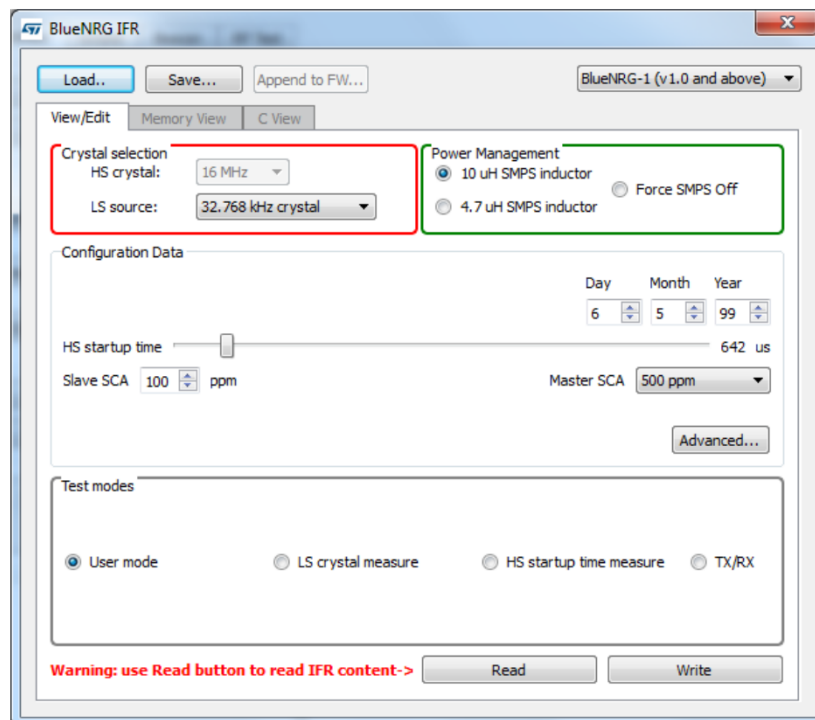 BlueNRG IFR
Load.. Save... Append to FW... BlueNRG-1 (v1.0 and above)
View/Edit Memory View C View
Crystal selection Power Management
HS crystal: 16 MHz 10 uH SMPS inductor Force SMPS Off
LS source: 32.768 kHz crystal 4.7 uH SMPS inductor
Configuration Data
Day Month Year
6 5 99
HS startup time 642 us
Slave SCA 100 ppm Master SCA 500 ppm
Advanced...
Test modes
User mode LS crystal measure HS startup time measure TX/RX
Warning: use Read button to read IFR content-> Read Write